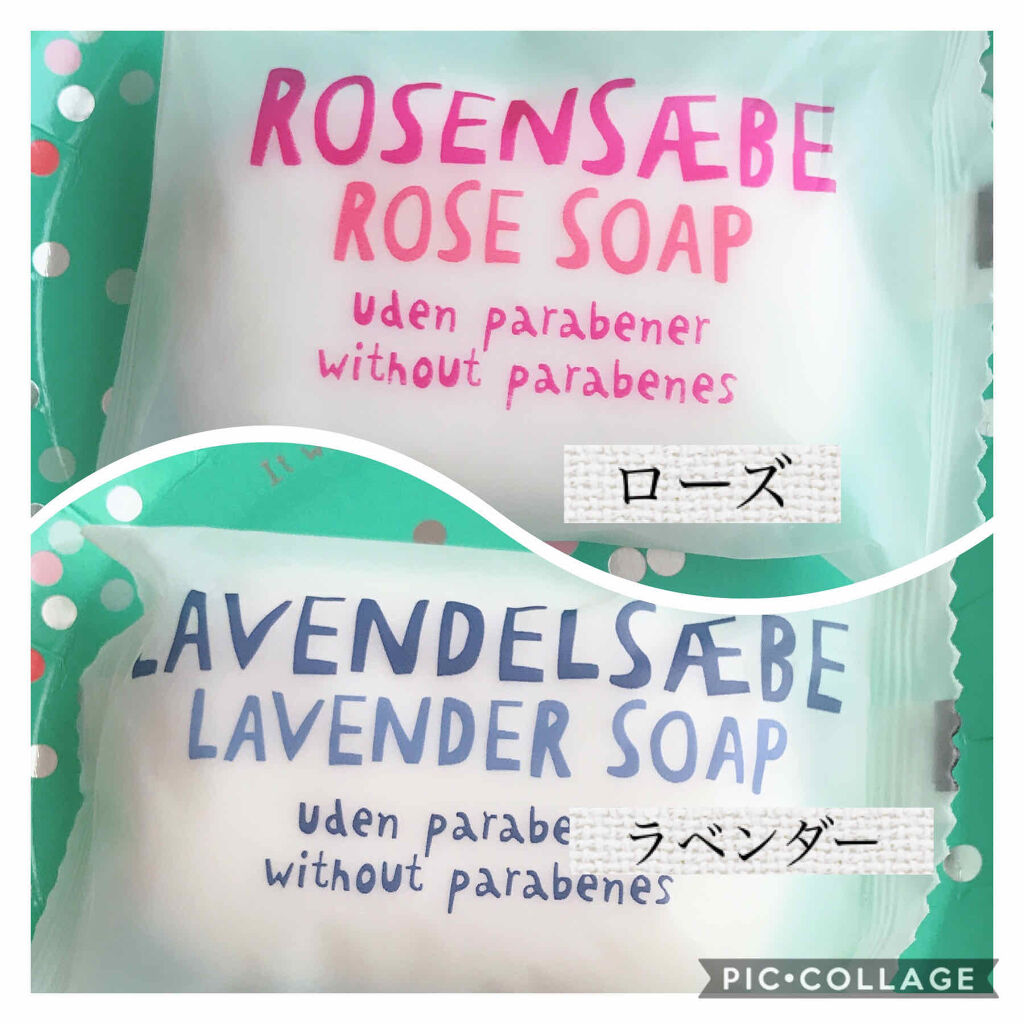 ROSENSÆBE
ROSE SOAP
uden parabener
without parabenes
ローズ
It
LAVENDELSÆBE
LAVENDER SOAP
uden parabe
ラベンダー
without parabenes
PIC•COLLAGE